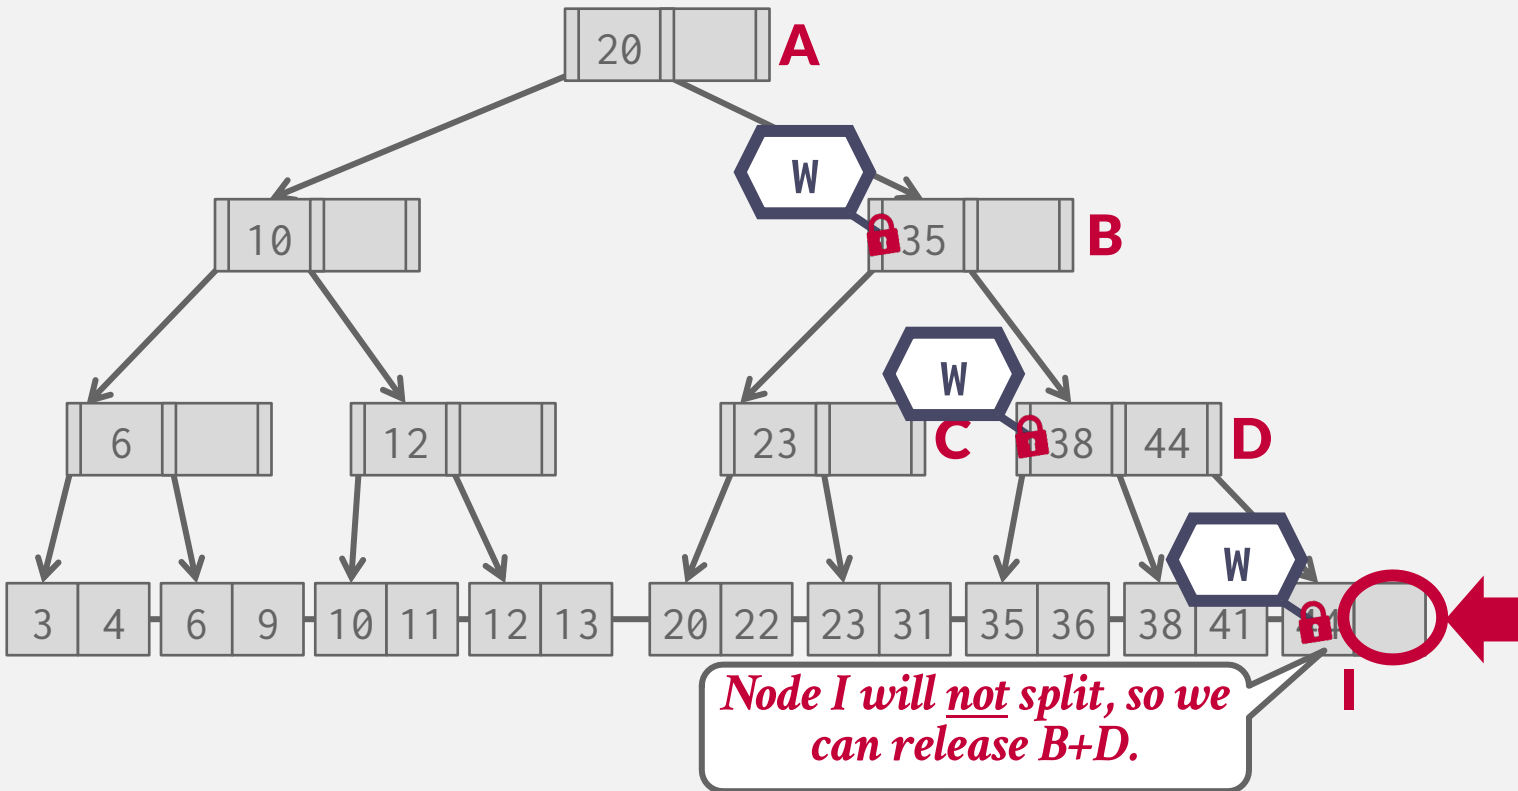 20 A
W
10 35 B
W
6 12 23 C 38 44 D
W
3 4 6 9 10 11 12 13 20 22 23 31 35 36 38 41 44
I
Node I will not split, so we
can release B+D.